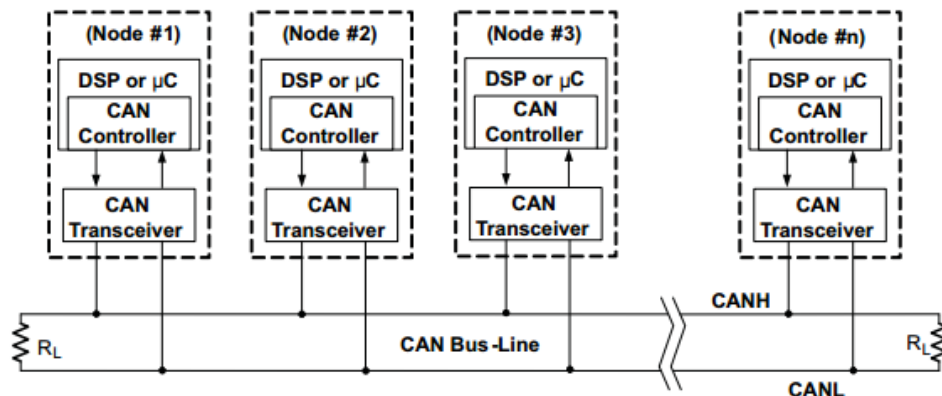 (Node #1)
DSP or µC
CAN
Controller
CAN
Transceiver
(Node #2)
DSP or µC
CAN
Controller
CAN
Transceiver
(Node #3)
DSP or µC
CAN
Controller
CAN
Transceiver
(Node #n)
DSP or µC
CAN
Controller
CAN
Transceiver
CANH
RL
CAN Bus-Line
RL
CANL